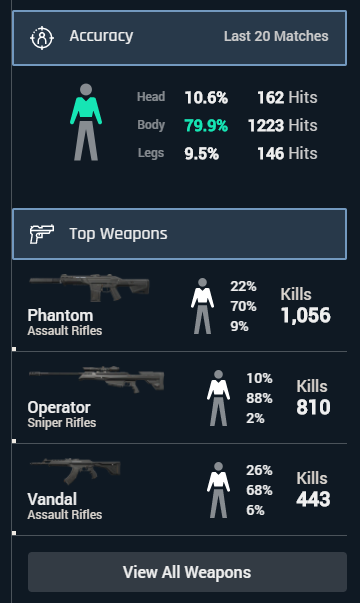 Accuracy Last 20 Matches
Head 10.6% 162 Hits
Body 79.9% 1223 Hits
Legs 9.5% 146 Hits
Top Weapons
22%
70%
9%
Phantom
Assault Rifles
Kills
1,056
10%
88%
2%
Operator
Sniper Rifles
Kills
810
26%
68%
6%
Vandal
Assault Rifles
Kills
443
View All Weapons